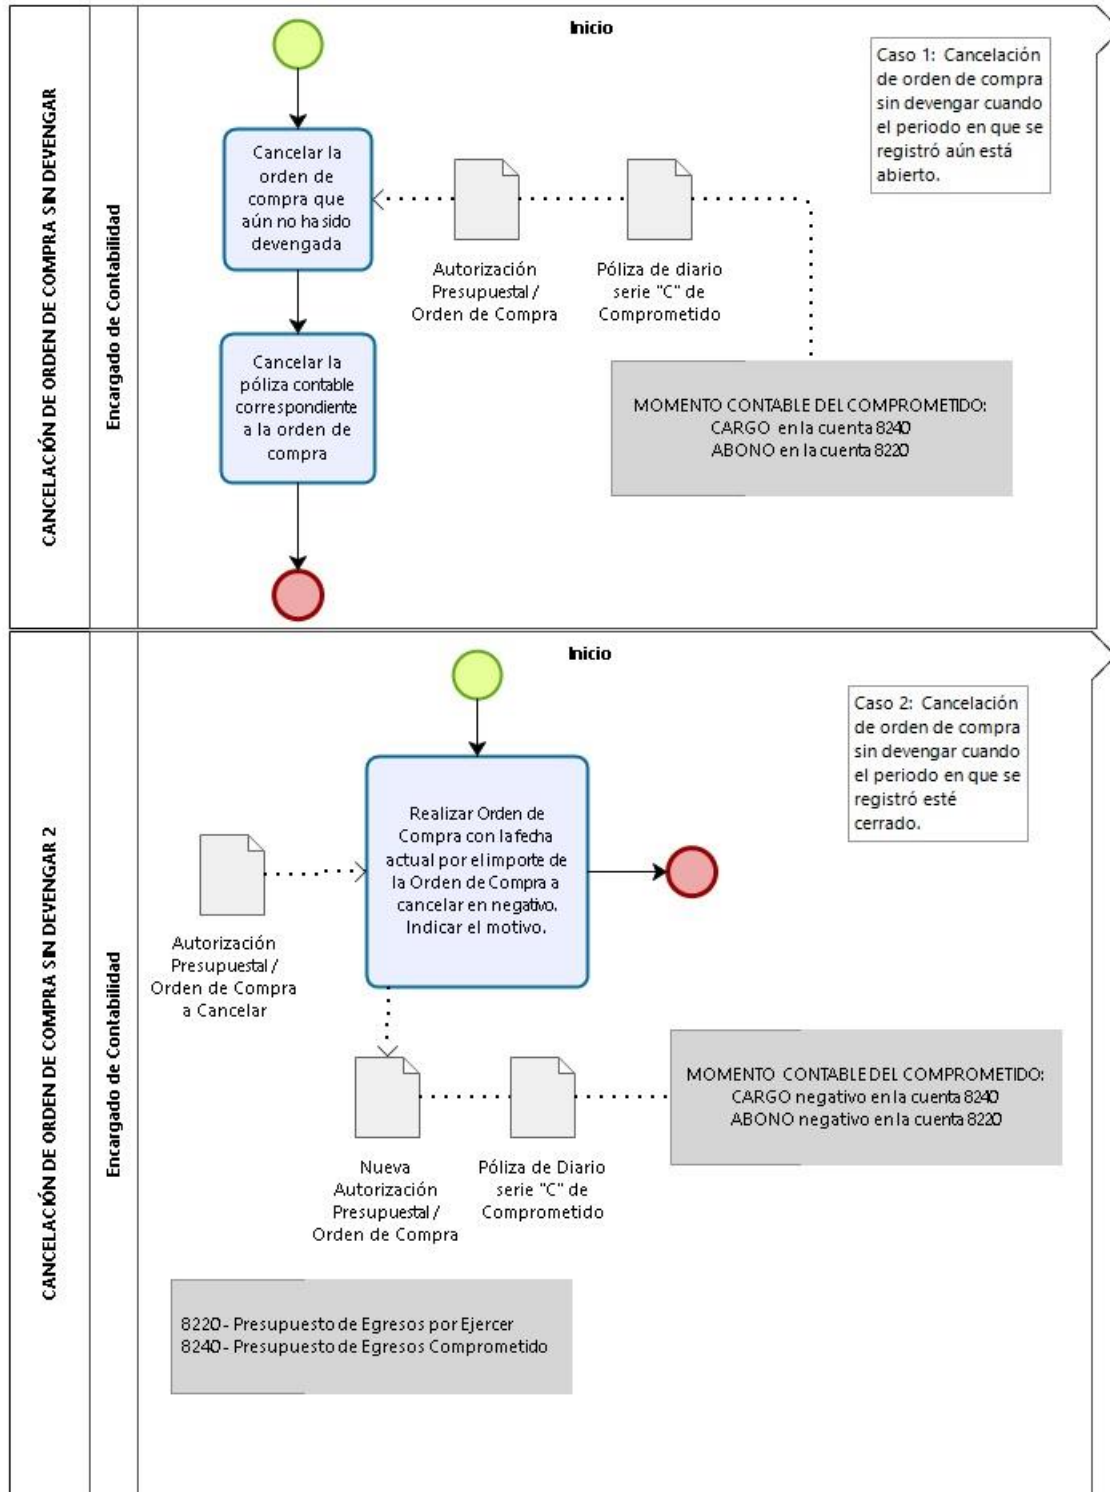 CANCELACIÓN DE ORDEN DE COMPRA SIN DEVENGAR
Encargado de Contabilidad
Inicio
Caso 1: Cancelación
de orden de compra
sin devengar cuando
el periodo en que se
registró aún está
abierto.
Cancelar la
orden de
compra que
aún no ha sido
devengada
Autorización
Presupuestal /
Orden de Compra
Póliza de diario
serie "C" de
Comprometido
Cancelar la
póliza contable
correspondiente
a la orden de
compra
MOMENTO CONTABLE DEL COMPROMETIDO:
CARGO en la cuenta 8240
ABONO en la cuenta 8220
CANCELACIÓN DE ORDEN DE COMPRA SIN DEVENGAR 2
Encargado de Contabilidad
Inicio
Caso 2: Cancelación
de orden de compra
sin devengar cuando
el periodo en que se
registró esté
cerrado.
Realizar Orden de
Compra con la fecha
actual por el importe de
la Orden de Compra a
cancelar en negativo.
Indicar el motivo.
Autorización
Presupuestal /
Orden de Compra
a Cancelar
MOMENTO CONTABLE DEL COMPROMETIDO:
CARGO negativo en la cuenta 8240
ABONO negativo en la cuenta 8220
Nueva
Autorización
Presupuestal /
Orden de Compra
Póliza de Diario
serie "C" de
Comprometido
8220 - Presupuesto de Egresos por Ejercer
8240 - Presupuesto de Egresos Comprometido